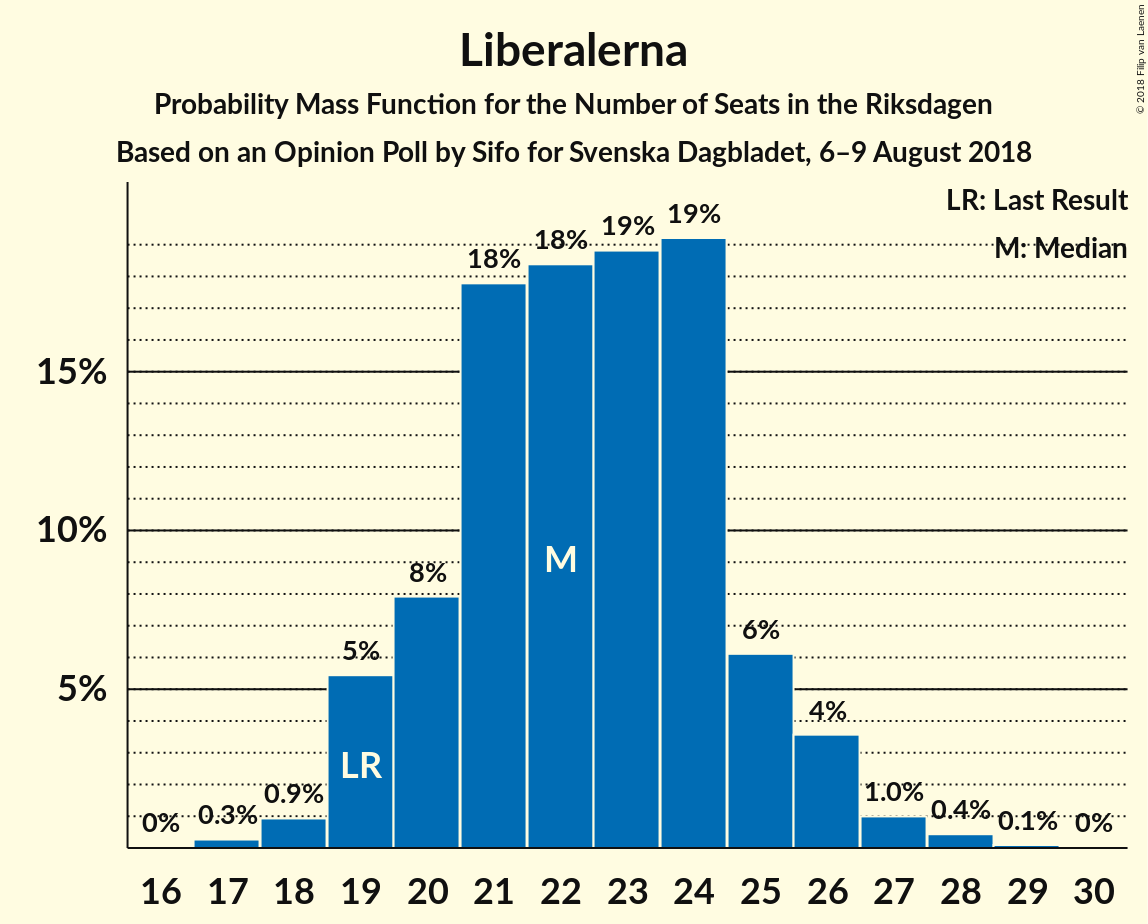 Liberalerna
Probability Mass Function for the Number of Seats in the Riksdagen
Based on an Opinion Poll by Sifo for Svenska Dagbladet, 6–9 August 2018
© 2018 Filip van Laenen
LR: Last Result
M: Median
15%
10%
5%
0% 0.3% 0.9% 5% 8% 18% 18% 19% 19% 6% 4% 1.0% 0.4% 0.1% 0%
LR M
16 17 18 19 20 21 22 23 24 25 26 27 28 29 30